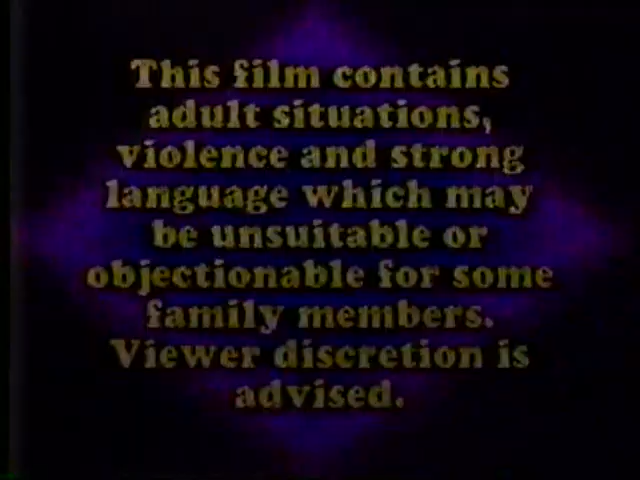 This film contains
adult situations,
violence and strong
language which may
be unsuitable or
objectionable for some
family members.
Viewer discretion is
advised.